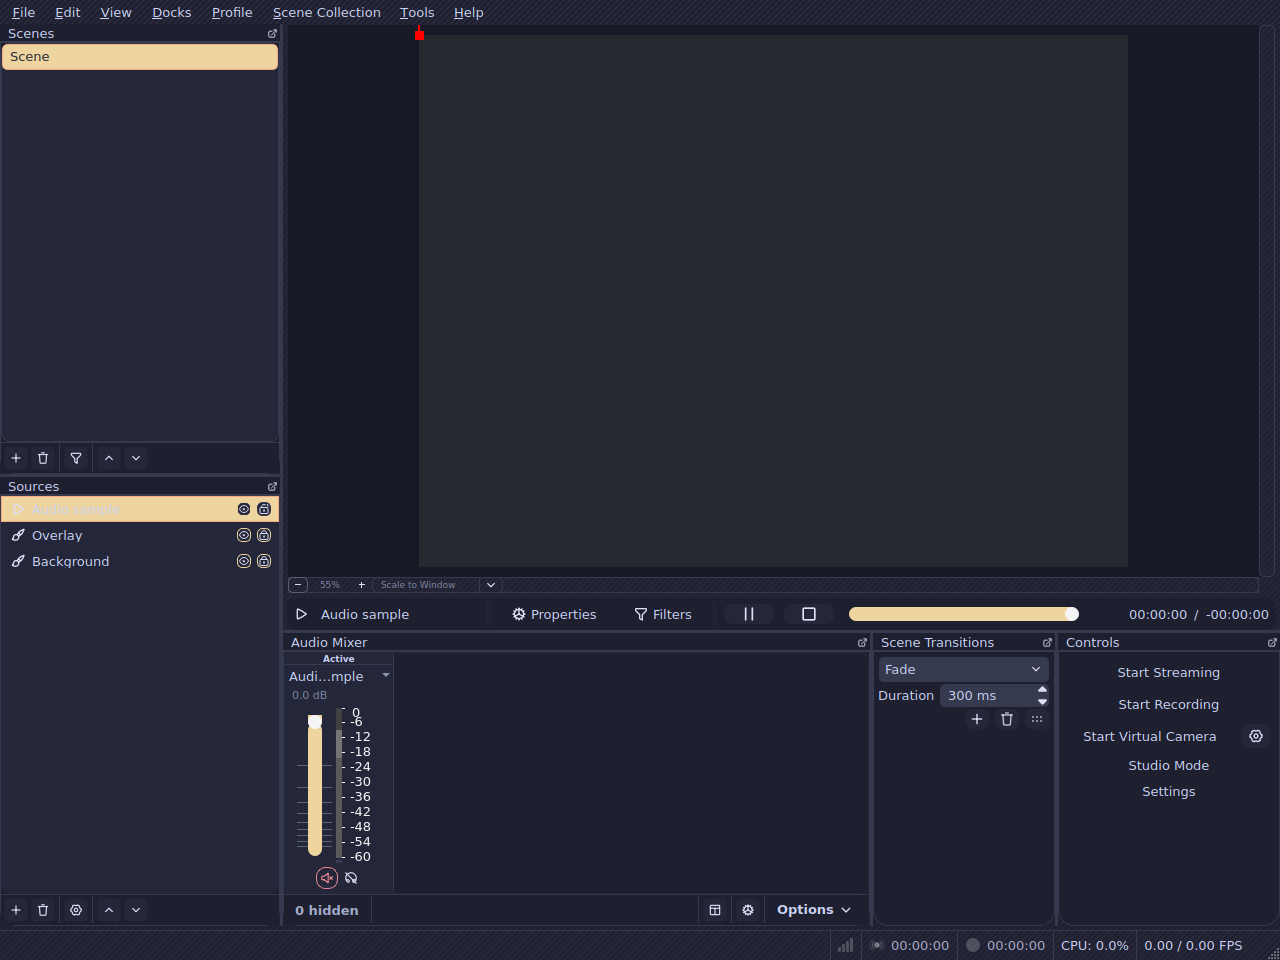 File Edit View Docks Profile Scene Collection Tools Help
Scenes
Scene
Sources
Audio sample
Overlay
Background
55%
Scale to Window
Audio sample
Properties
Filters
00:00:00 / -00:00:00
Audio Mixer
Active
Audi...mple
0.0 dB
0
-6
-12
-18
-24
-30
-36
-42
-48
-54
-60
0 hidden
Options
Scene Transitions
Fade
Duration 300 ms
Controls
Start Streaming
Start Recording
Start Virtual Camera
Studio Mode
Settings
00:00:00
00:00:00
CPU: 0.0%
0.00 / 0.00 FPS